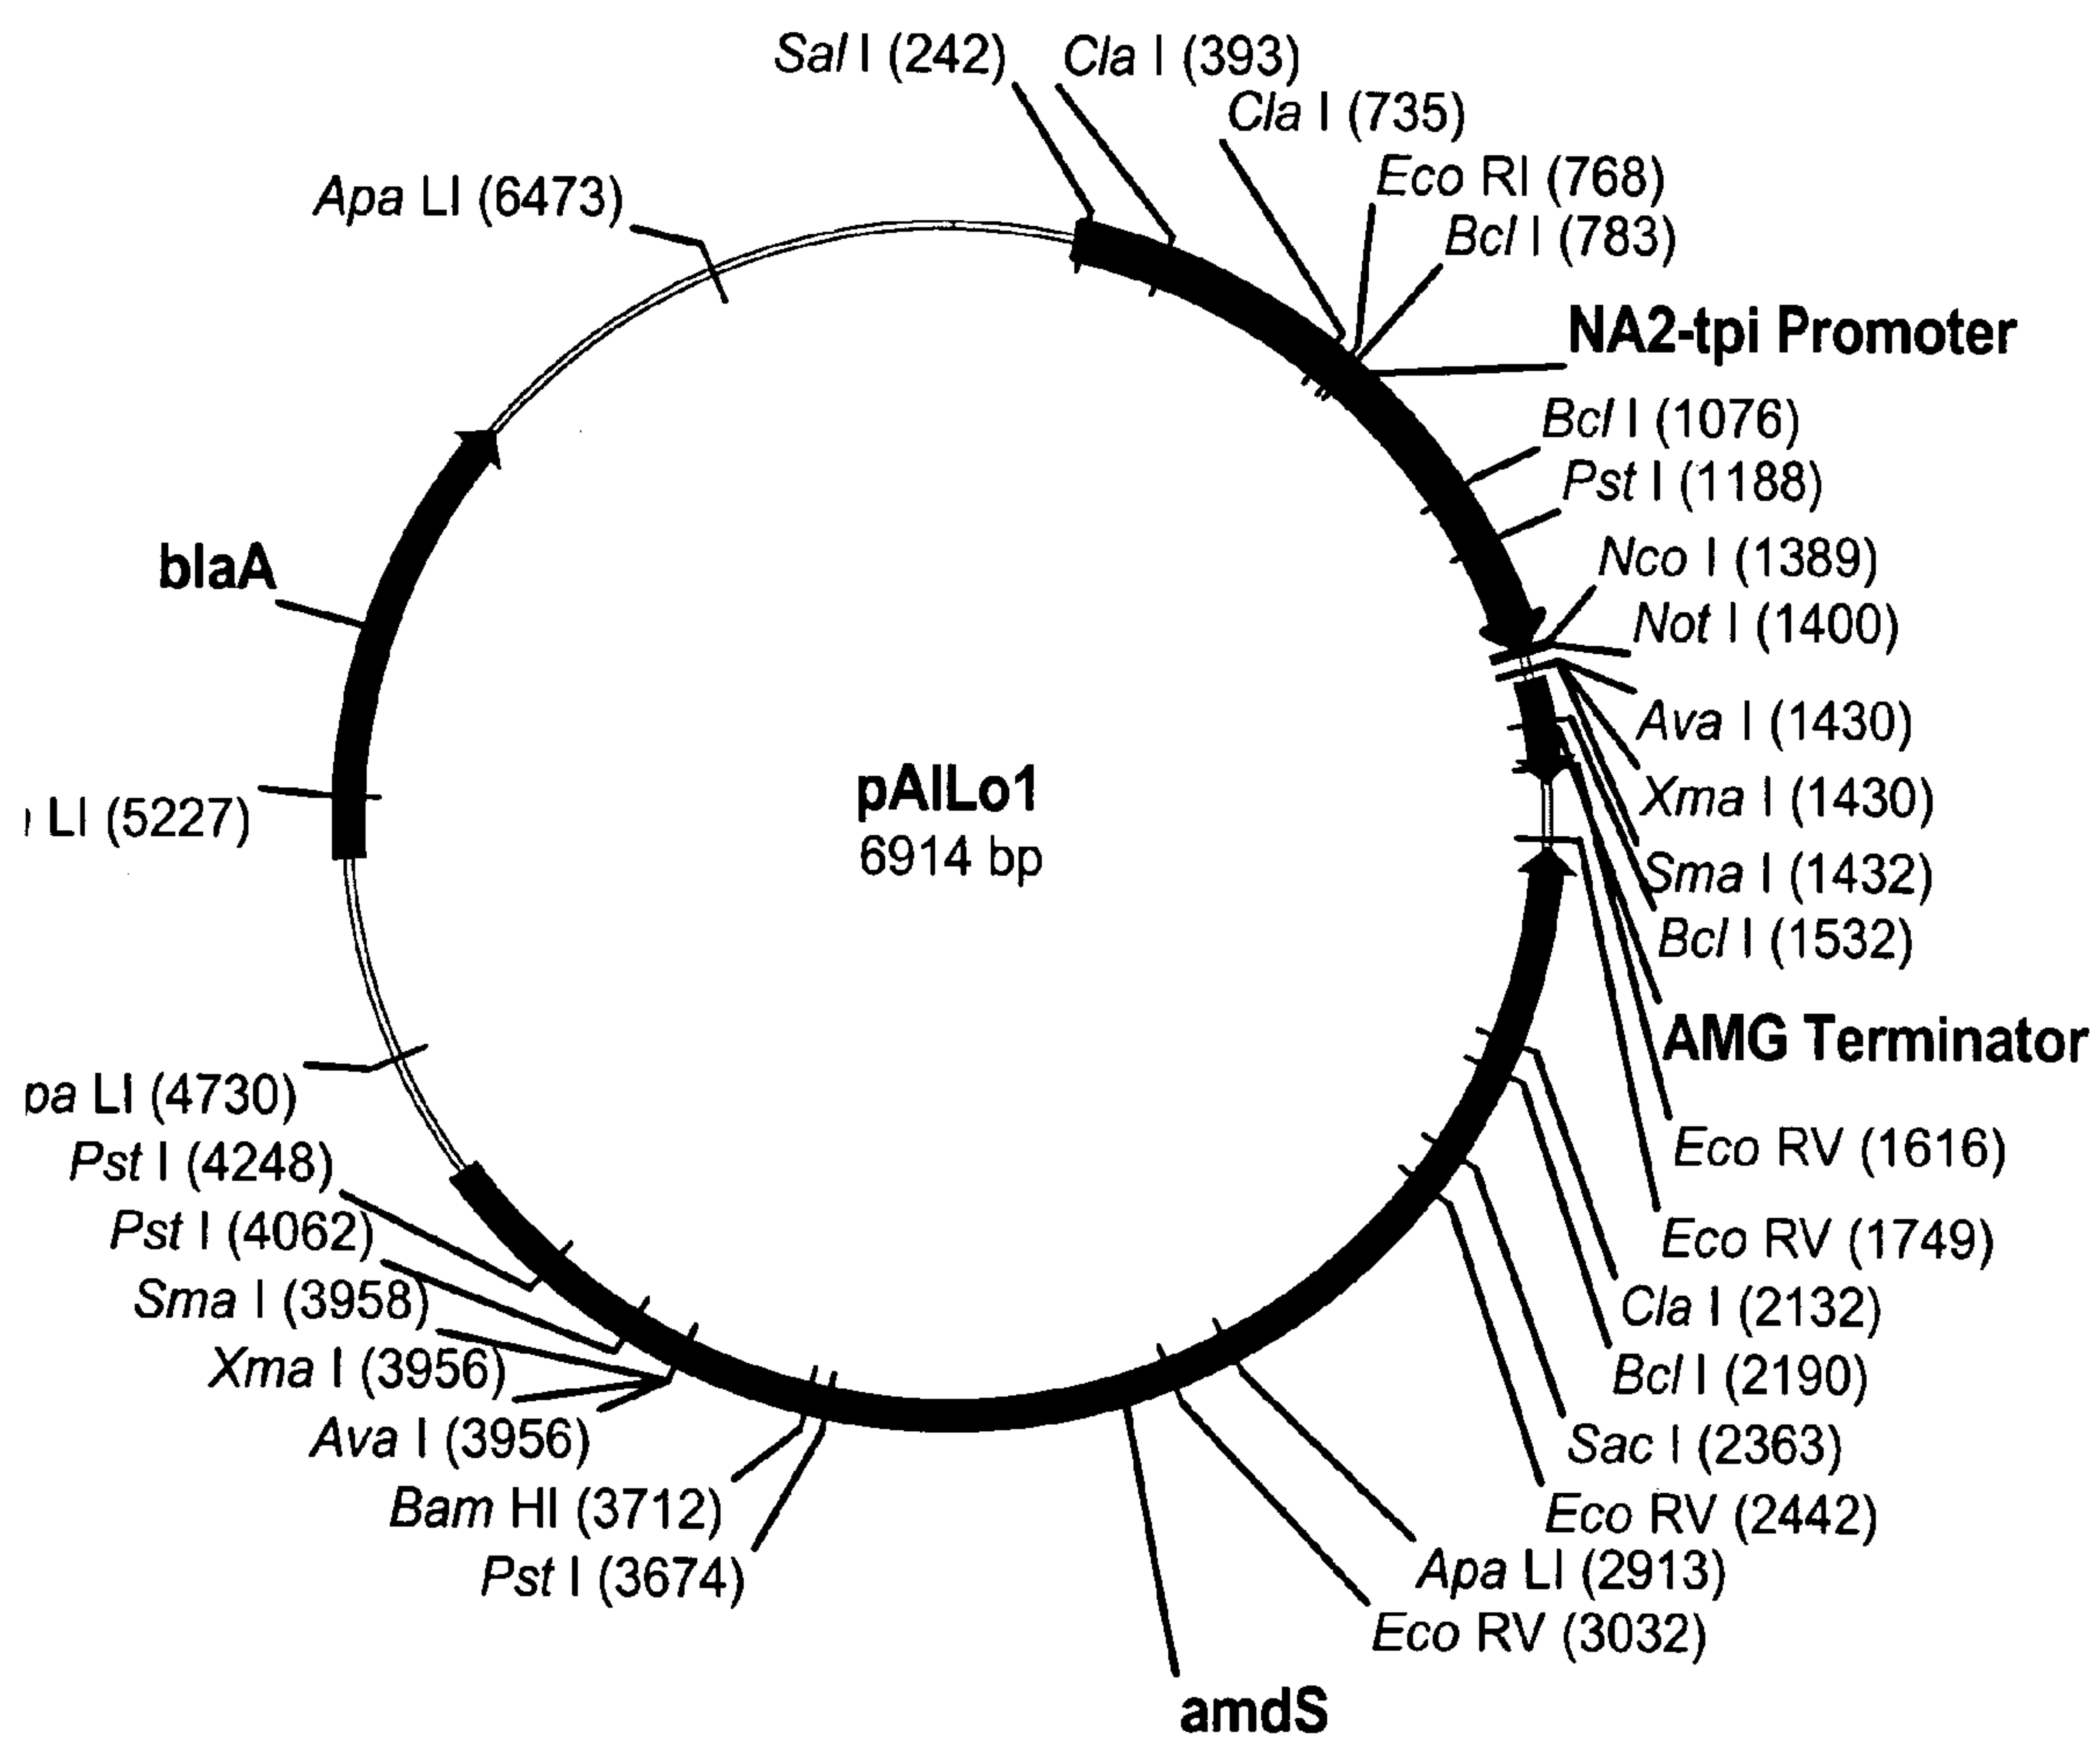 Sal I (242)
Cla I (393)
Cla I (735)
Eco RI (768)
Bcl I (783)
NA2-tpi Promoter
Bcl I (1076)
Pst I (1188)
Nco I (1389)
Not I (1400)
Ava I (1430)
Xma I (1430)
Sma I (1432)
Bcl I (1532)
AMG Terminator
Eco RV (1616)
Eco RV (1749)
Cla I (2132)
Bcl I (2190)
Sac I (2363)
Eco RV (2442)
Apa LI (2913)
Eco RV (3032)
amdS
Pst I (3674)
Bam HI (3712)
Ava I (3956)
Xma I (3956)
Sma I (3958)
Pst I (4062)
Pst I (4248)
pa LI (4730)
LI (5227)
blaA
Apa LI (6473)
pAlLo1
6914 bp